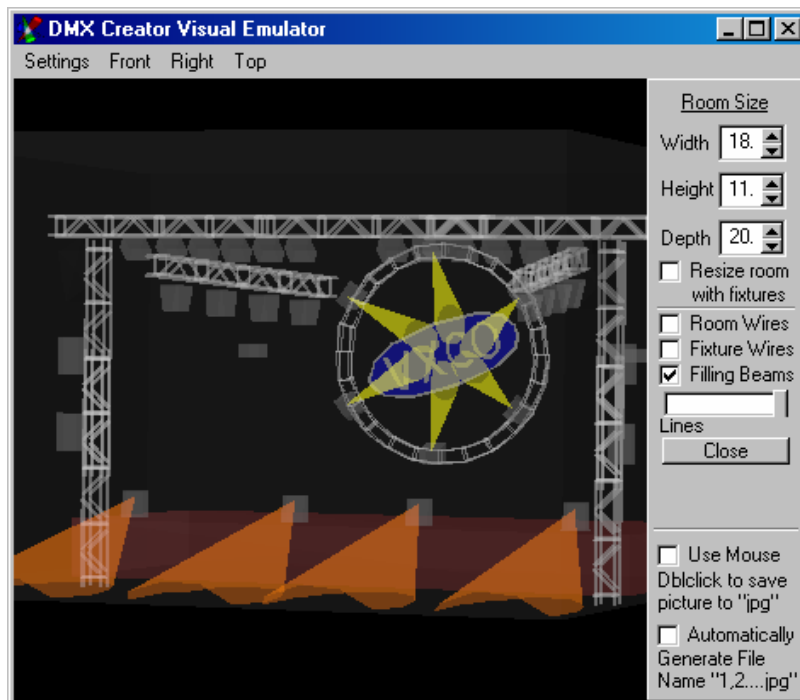 DMX Creator Visual Emulator
Settings Front Right Top
Room Size
Width 18.
Height 11.
Depth 20.
Resize room
with fixtures
Room Wires
Fixture Wires
Filling Beams
Lines
Close
Use Mouse
Dblclick to save
picture to "jpg"
Automatically
Generate File
Name "1,2....jpg"